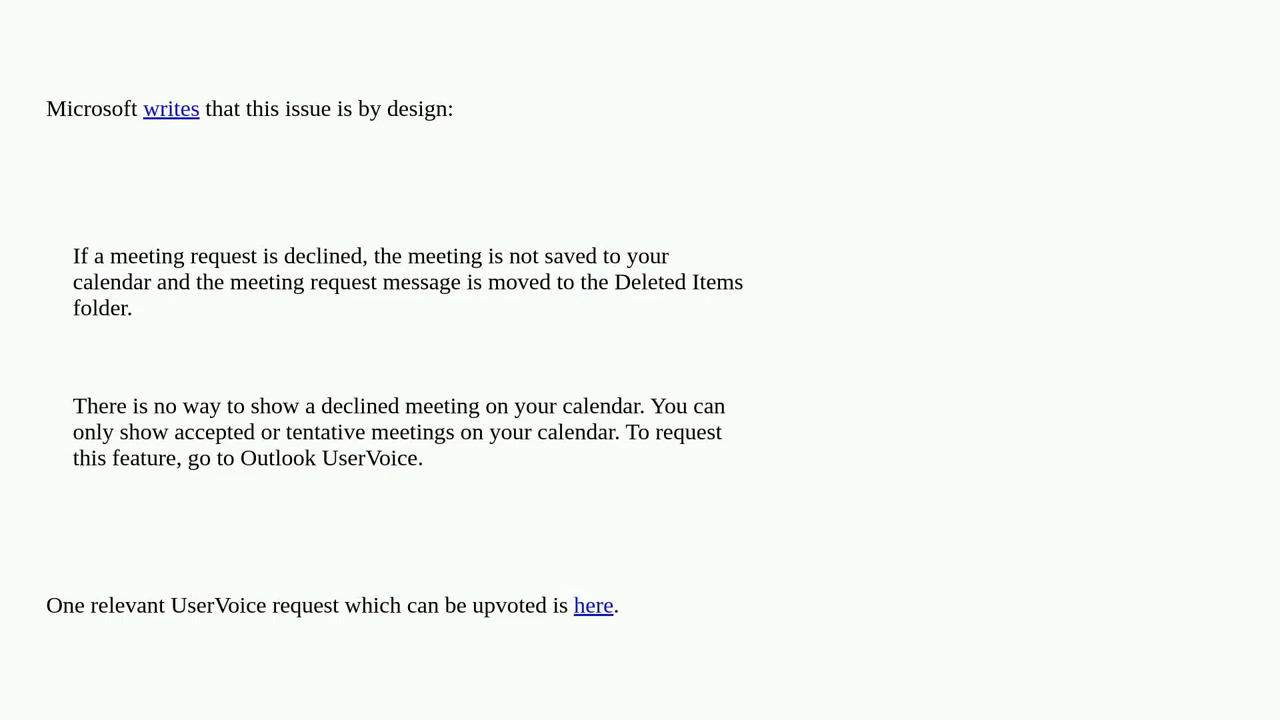 Microsoft writes that this issue is by design:
If a meeting request is declined, the meeting is not saved to your
calendar and the meeting request message is moved to the Deleted Items
folder.
There is no way to show a declined meeting on your calendar. You can
only show accepted or tentative meetings on your calendar. To request
this feature, go to Outlook UserVoice.
One relevant UserVoice request which can be upvoted is here.